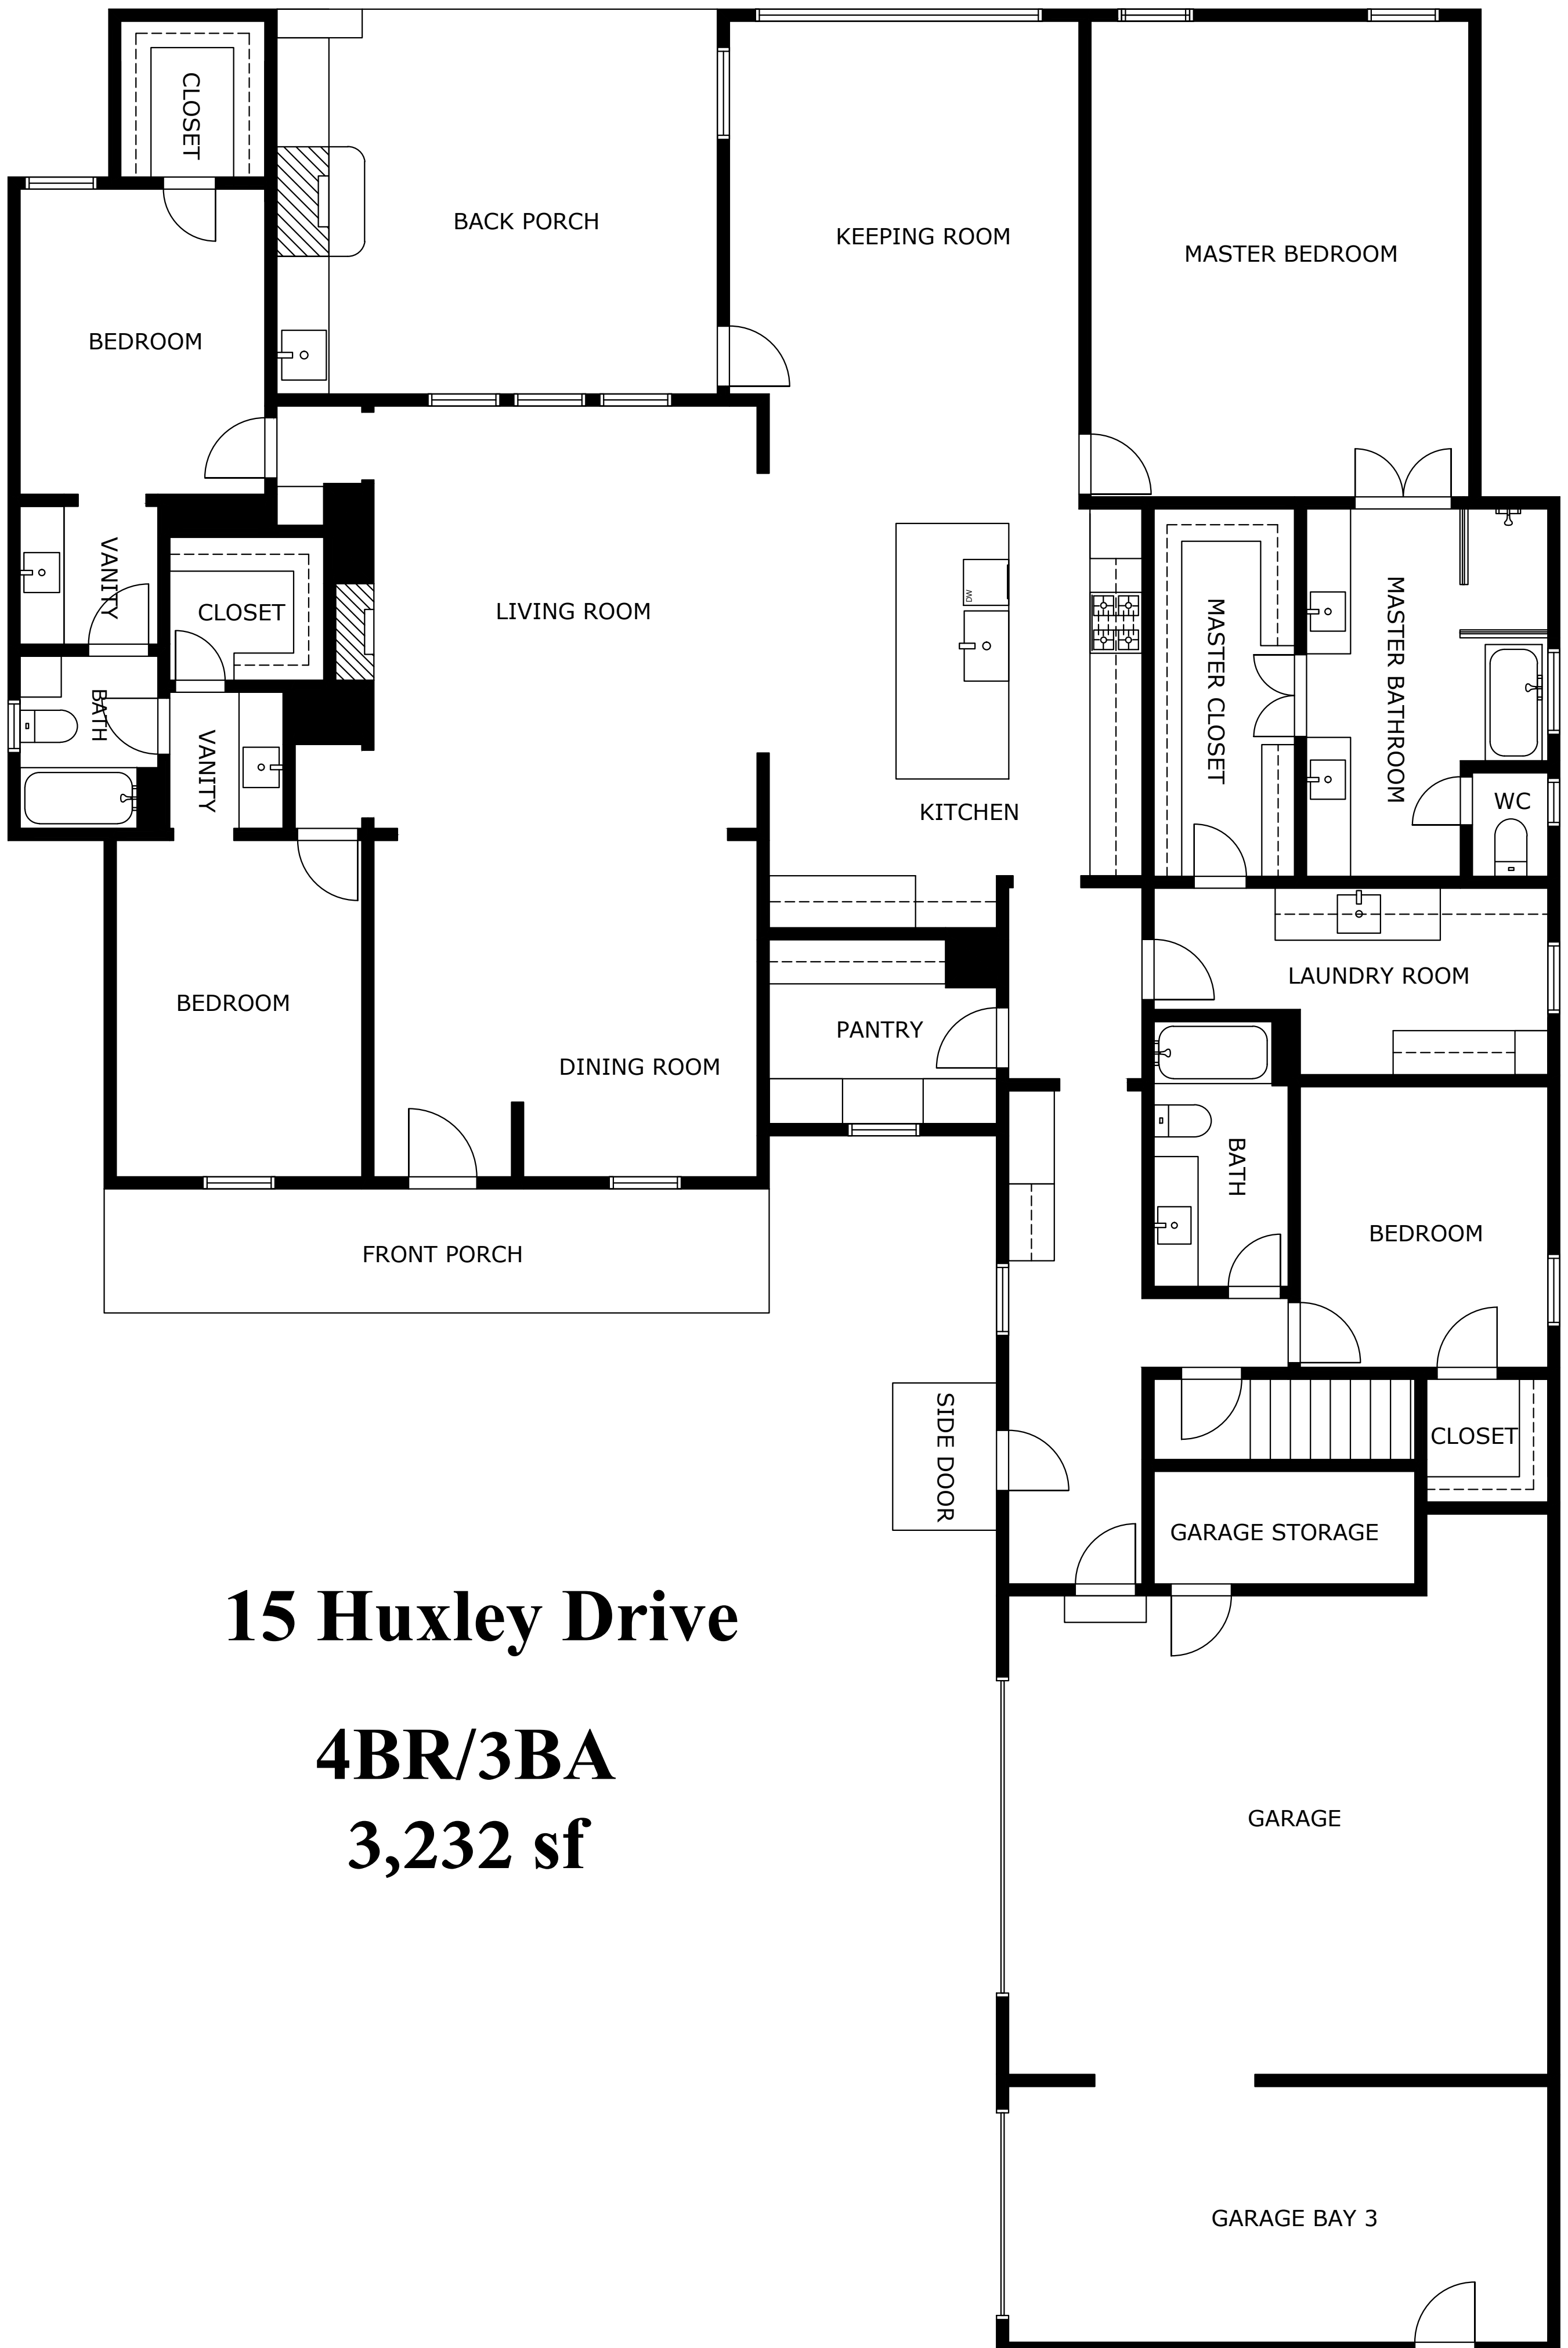 CLOSET
BACK PORCH
KEEPING ROOM
MASTER BEDROOM
BEDROOM
VANITY
CLOSET
LIVING ROOM
DW
MASTER CLOSET
MASTER BATHROOM
BATH
VANITY
KITCHEN
WC
BEDROOM
DINING ROOM
PANTRY
LAUNDRY ROOM
BATH
BEDROOM
FRONT PORCH
SIDE DOOR
CLOSET
GARAGE STORAGE
15 Huxley Drive
4BR/3BA
3,232 sf
GARAGE
GARAGE BAY 3